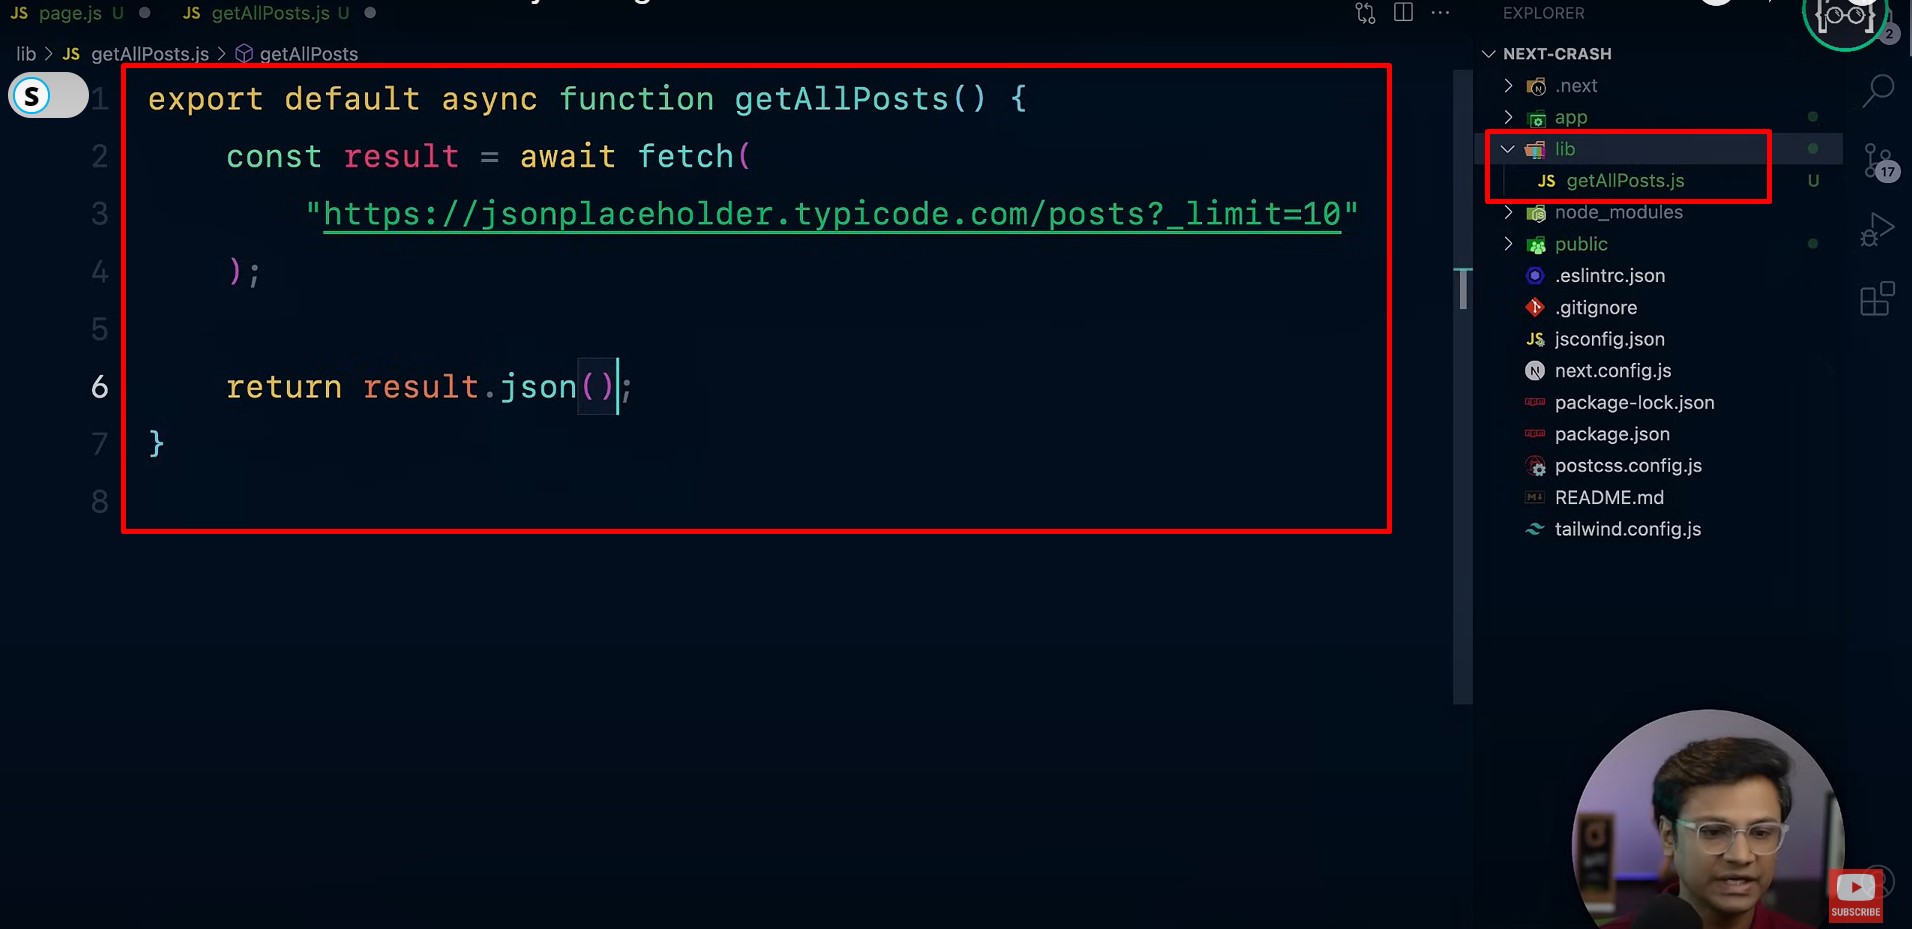 JS page.js U
JS getAllPosts.js U
EXPLORER
lib > JS getAllPosts.js > getAllPosts
NEXT-CRASH
S
1 export default async function getAllPosts() {
2 const result = await fetch(
3 "https://jsonplaceholder.typicode.com/posts?_limit=10"
4 );
5
6 return result.json();
7 }
8
.next
app
lib
JS getAllPosts.js U
node_modules
public
.eslintrc.json
.gitignore
JS jsconfig.json
N next.config.js
package-lock.json
package.json
postcss.config.js
M↓ README.md
tailwind.config.js
2
17
SUBSCRIBE